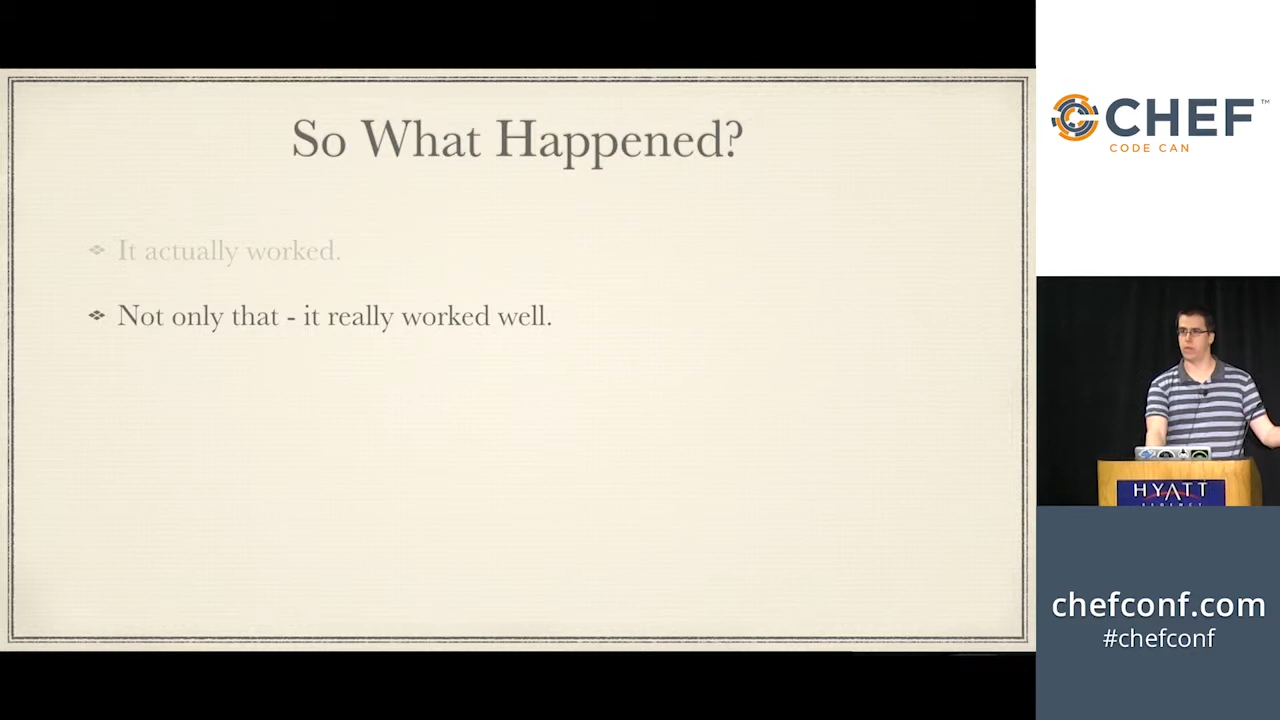 So What Happened?
It actually worked.
Not only that - it really worked well.
CHEF™
CODE CAN
HYATT
chefconf.com
#chefconf